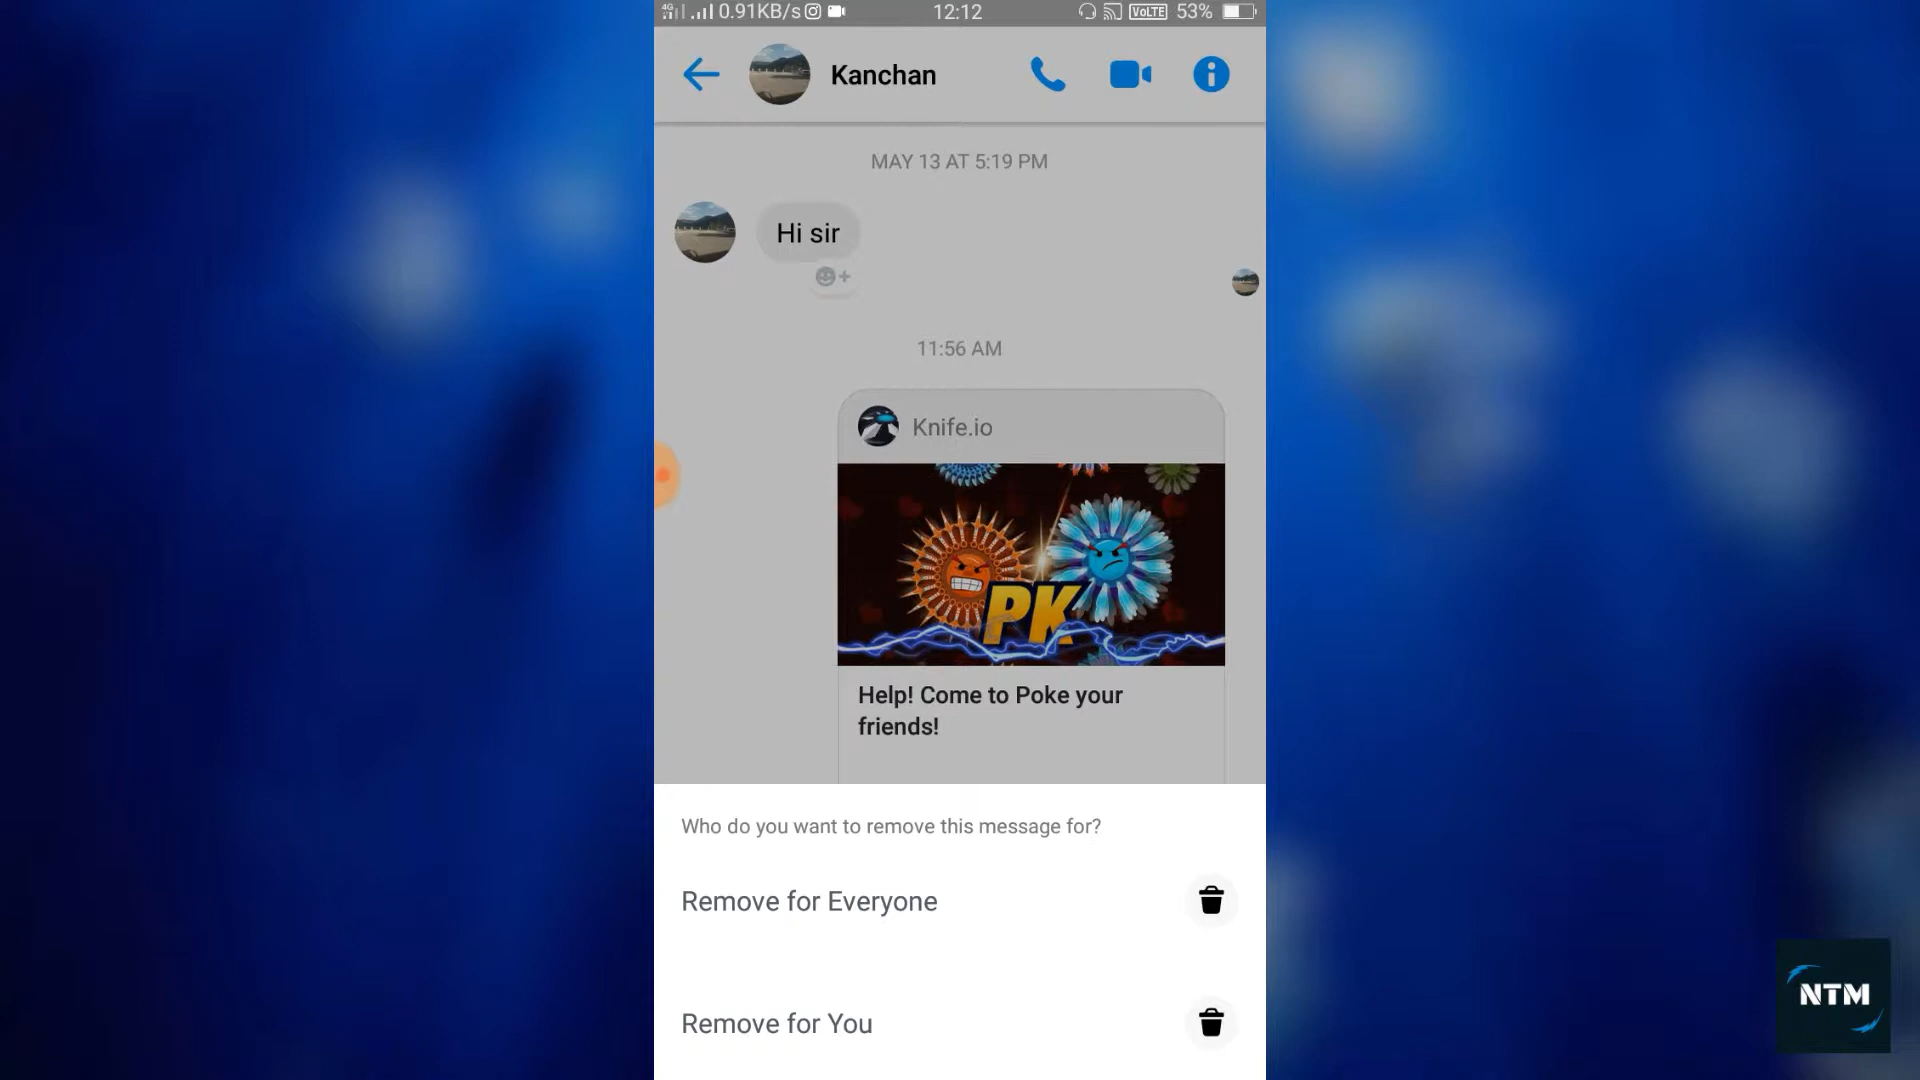 4G 0.91KB/s 12:12 VoLTE 53%
Kanchan
MAY 13 AT 5:19 PM
Hi sir
11:56 AM
Knife.io
PK
Help! Come to Poke your
friends!
Who do you want to remove this message for?
Remove for Everyone
Remove for You
NTM